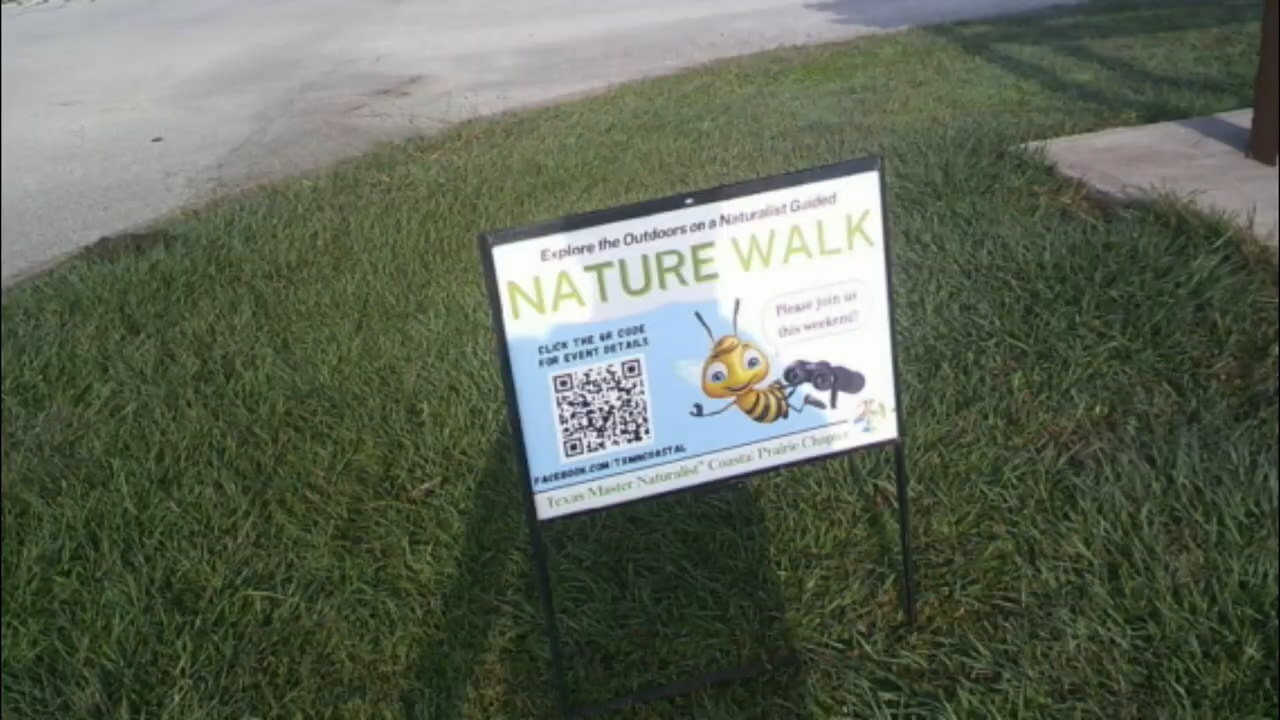 Explore the Outdoors on a Naturalist Guided
NATURE WALK
Please join us
this weekend!
CLICK THE QR CODE
FOR EVENT DETAILS
FACEBOOK.COM/TXMNCOASTAL
Texas Master Naturalist® Coastal Prairie Chapter